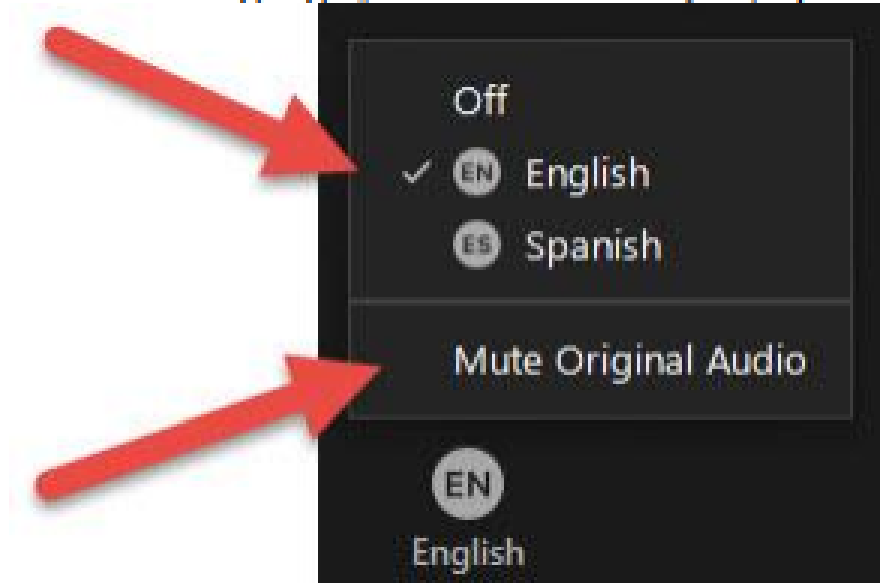 Off
EN English
ES Spanish
Mute Original Audio
EN
English